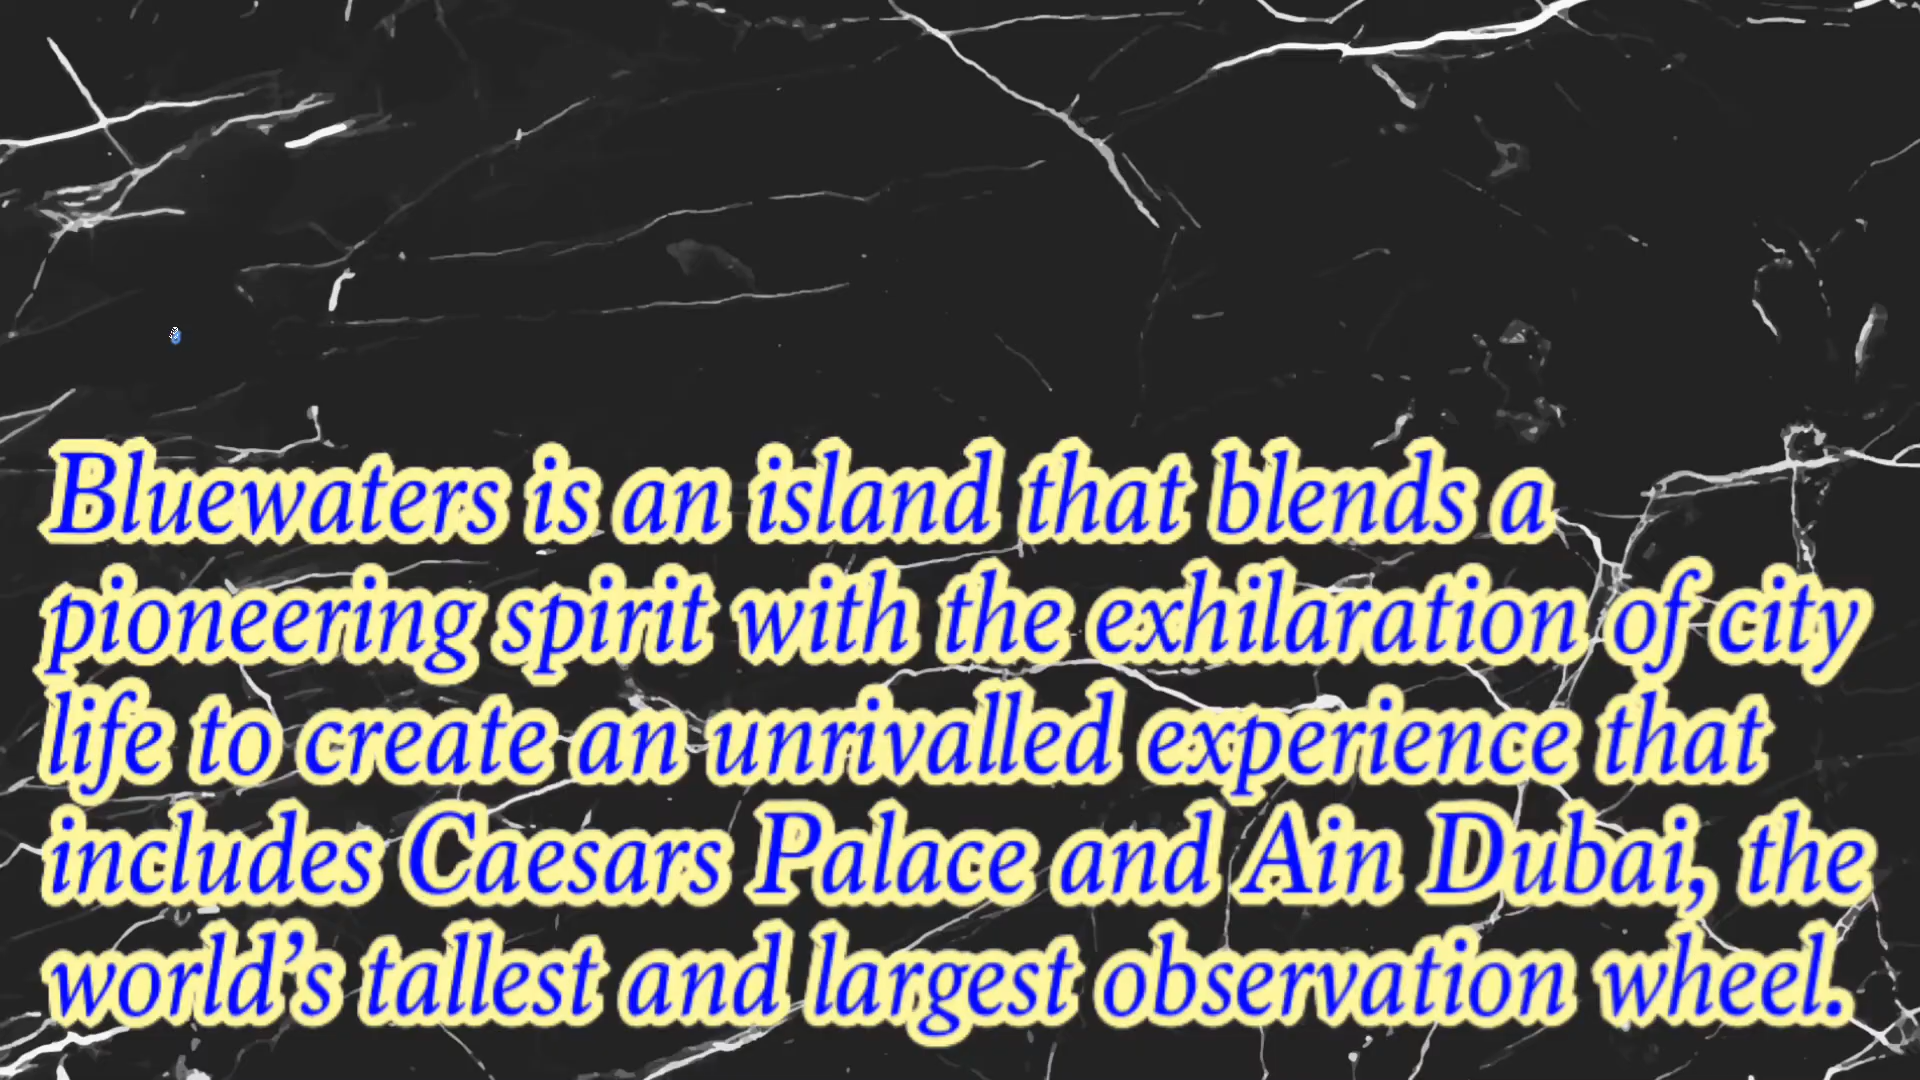 Bluewaters is an island that blends a
pioneering spirit with the exhilaration of city
life to create an unrivalled experience that
includes Caesars Palace and Ain Dubai, the
world’s tallest and largest observation wheel.